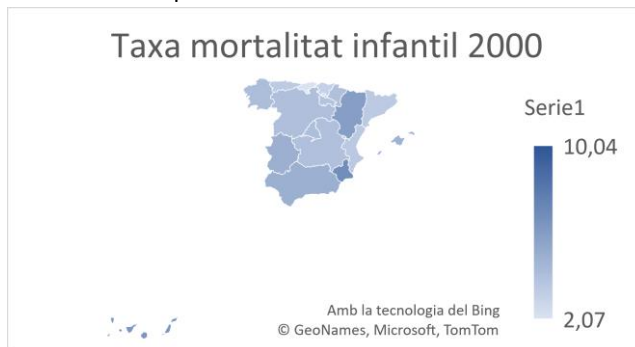 Taxa mortalitat infantil 2000
Serie1
10,04
2,07
Amb la tecnologia del Bing
© GeoNames, Microsoft, TomTom